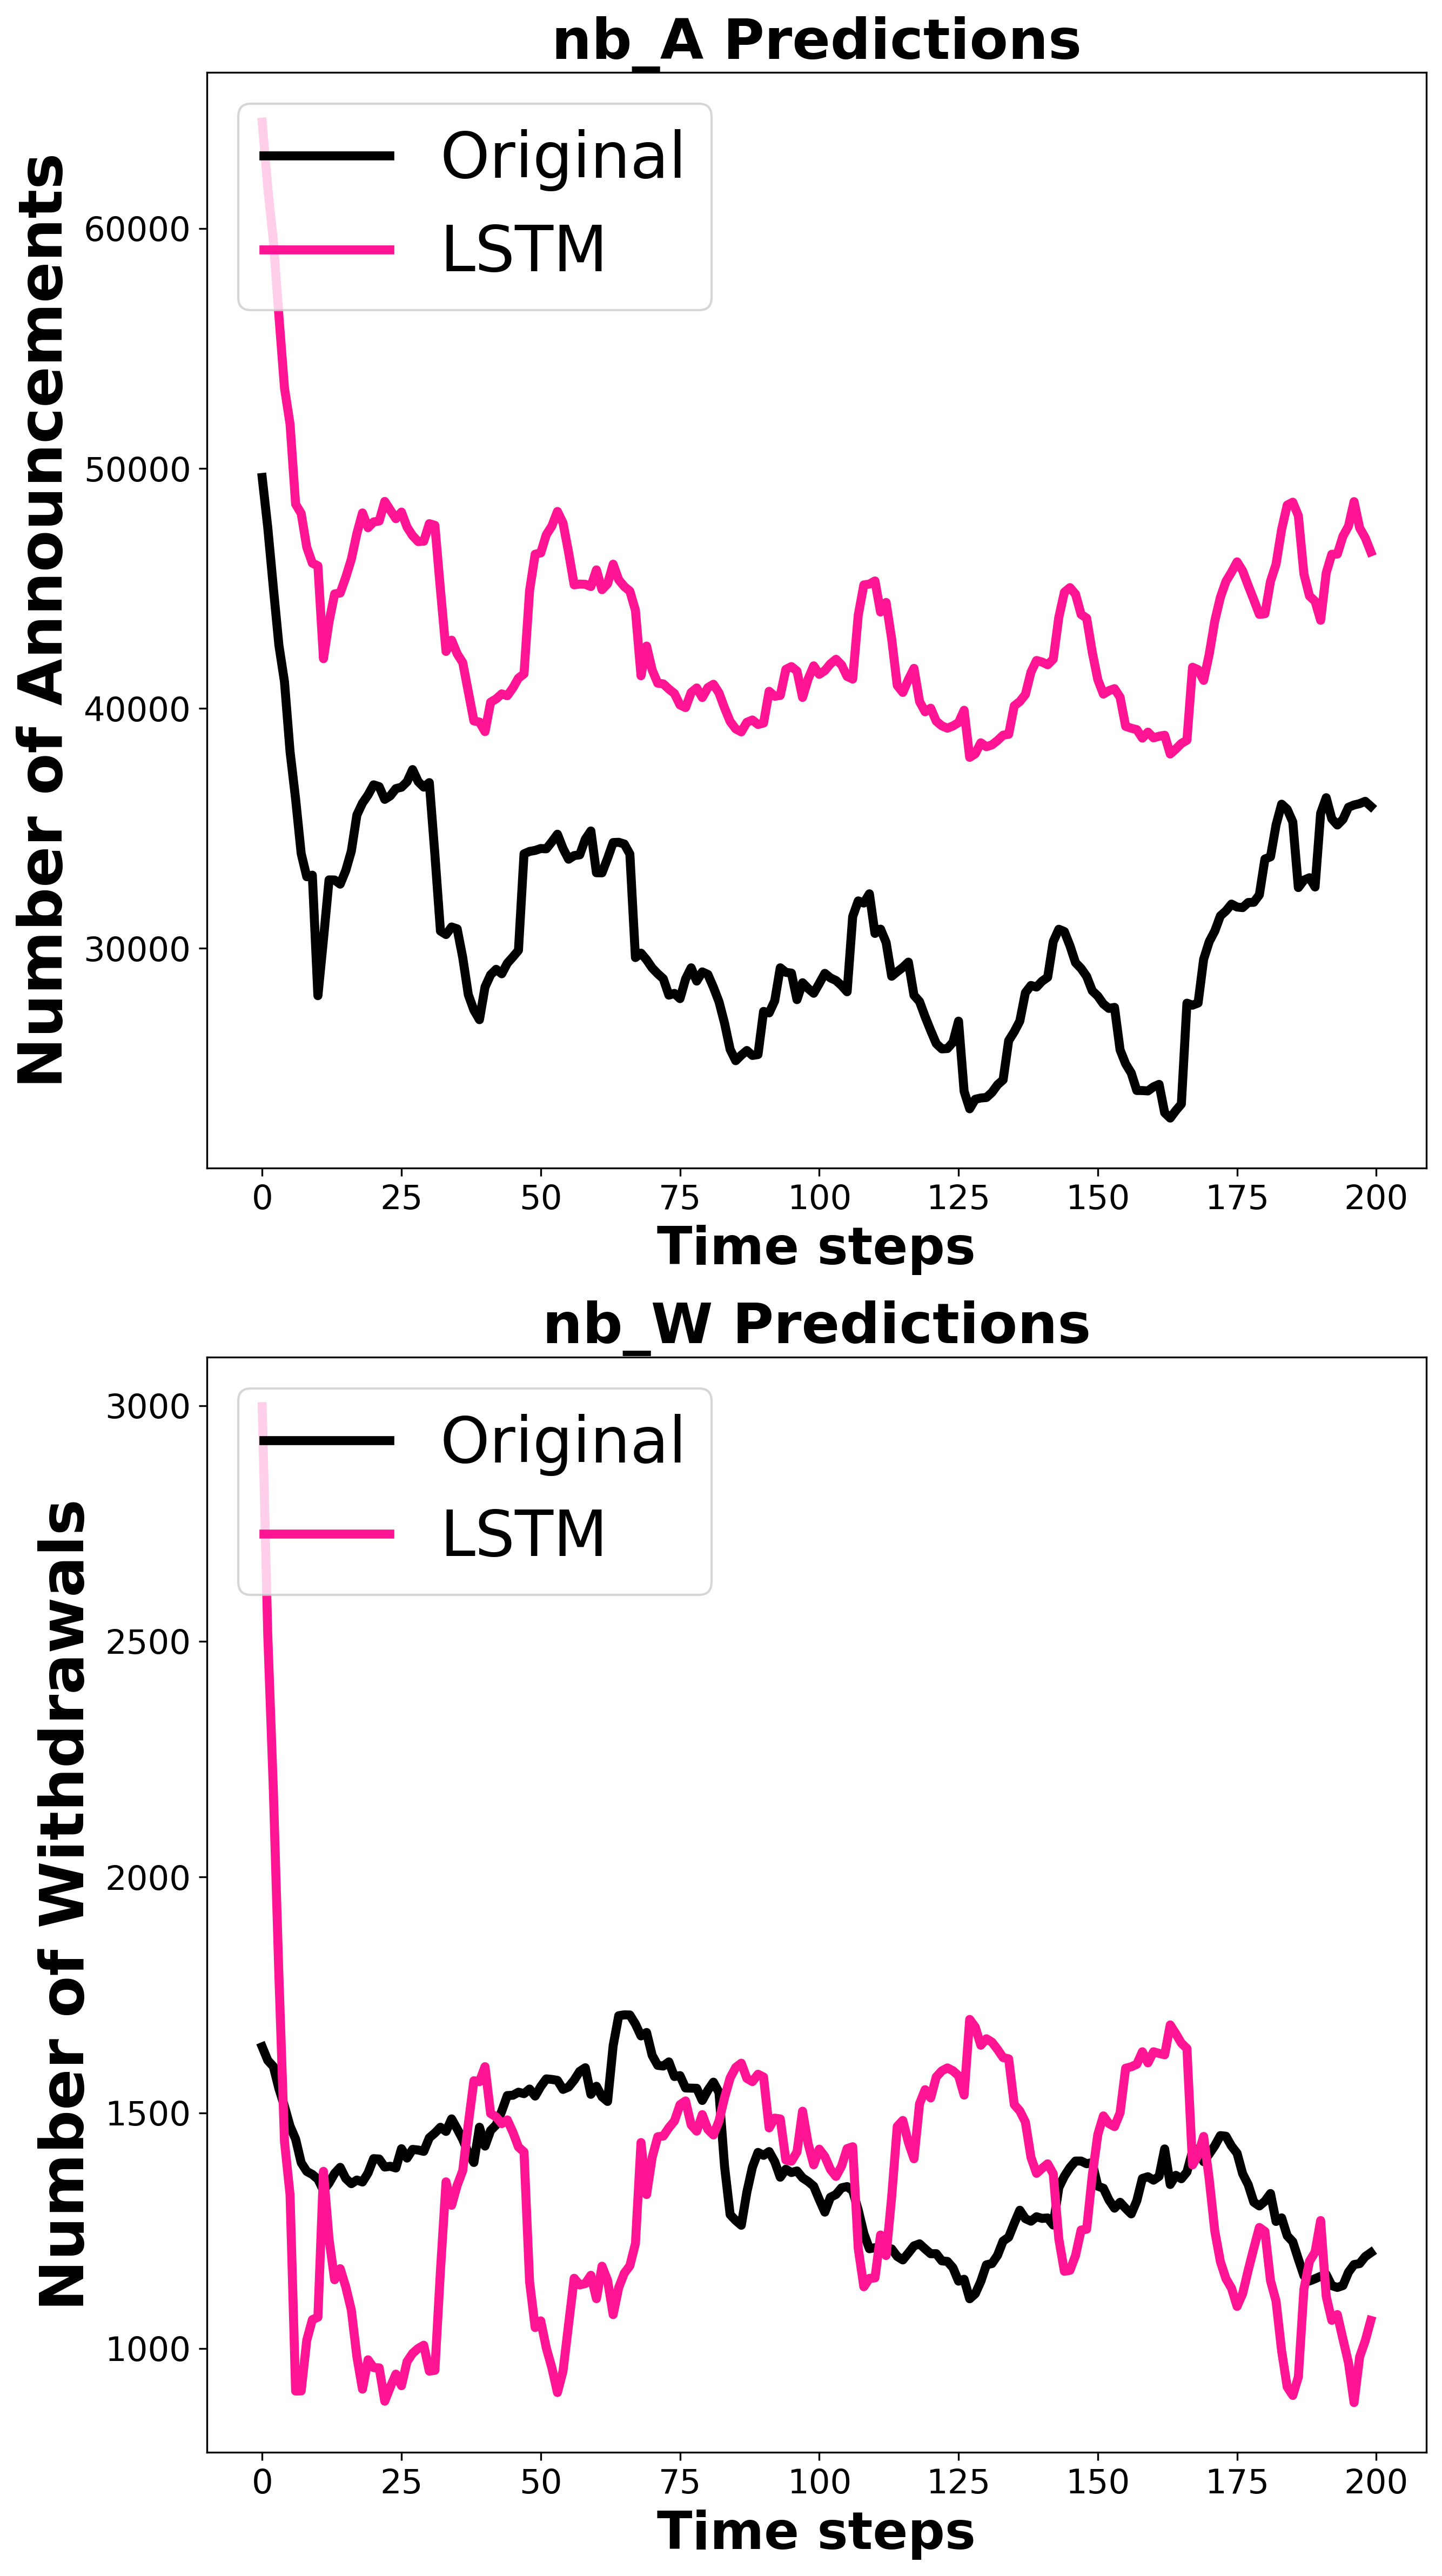 nb_A Predictions
Original
LSTM
Number of Announcements
60000
50000
40000
30000
0 25 50 75 100 125 150 175 200
Time steps
nb_W Predictions
Original
LSTM
Number of Withdrawals
3000
2500
2000
1500
1000
0 25 50 75 100 125 150 175 200
Time steps